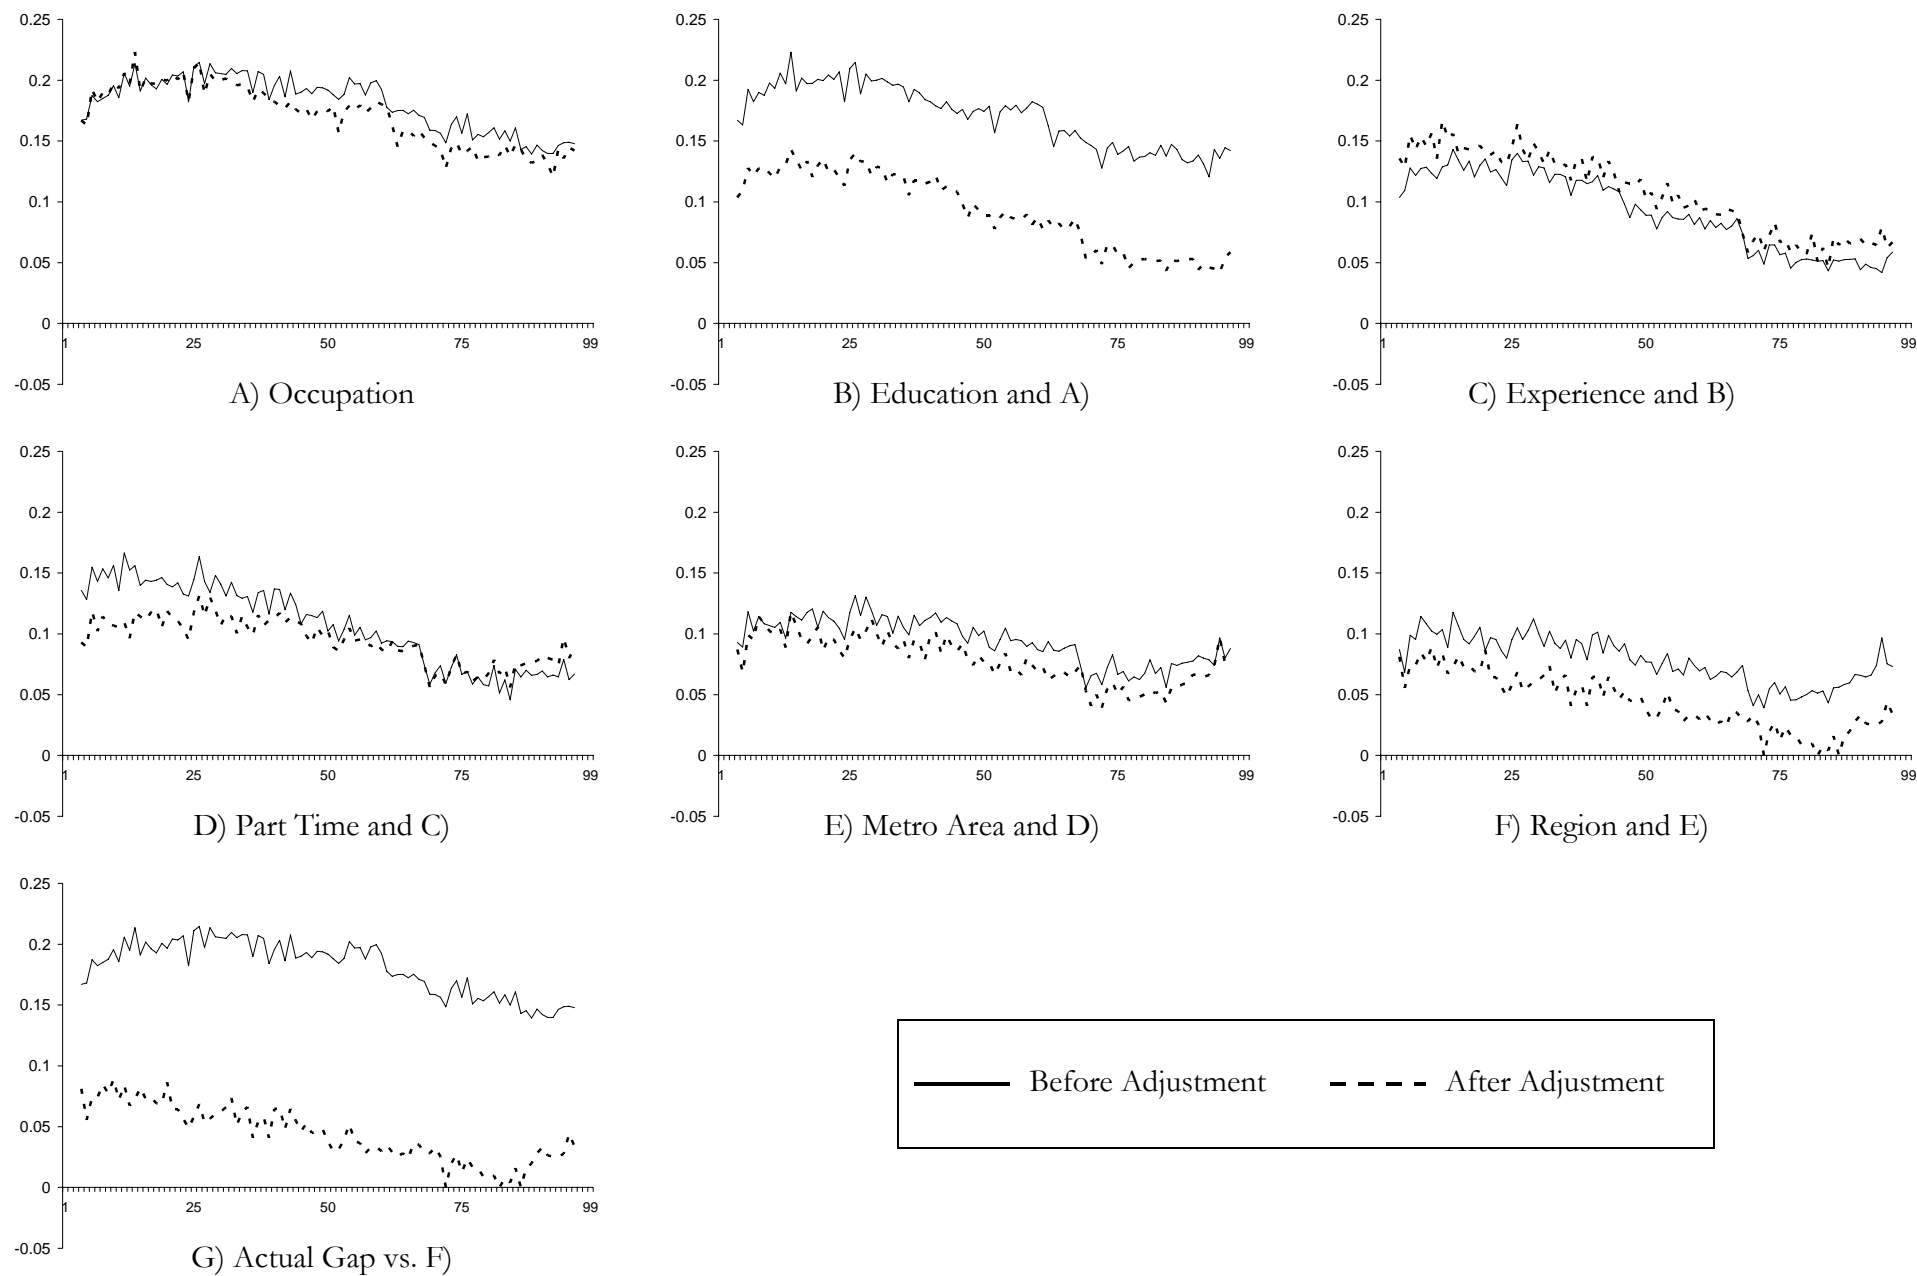 0.25 0.25 0.25
0.2 0.2 0.2
0.15 0.15 0.15
0.1 0.1 0.1
0.05 0.05 0.05
0 0 0
1 25 50 75 99 1 25 50 75 99 1 25 50 75 99
-0.05 -0.05 -0.05
A) Occupation B) Education and A) C) Experience and B)
0.25 0.25 0.25
0.2 0.2 0.2
0.15 0.15 0.15
0.1 0.1 0.1
0.05 0.05 0.05
0 0 0
1 25 50 75 99 1 25 50 75 99 1 25 50 75 99
-0.05 -0.05 -0.05
D) Part Time and C) E) Metro Area and D) F) Region and E)
0.25
0.2
0.15
0.1
0.05
0
1 25 50 75 99
-0.05
G) Actual Gap vs. F)
Before Adjustment After Adjustment